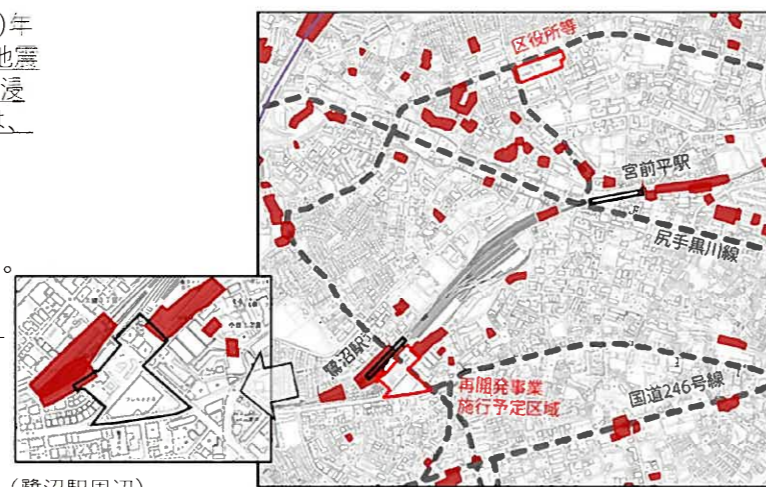 )年
地震
浸
は、
。
区役所等
宮前平駅
尻手黒川線
鷺沼駅
再開発事業
施行予定区域
国道246号線
(鷺沼駅周辺)